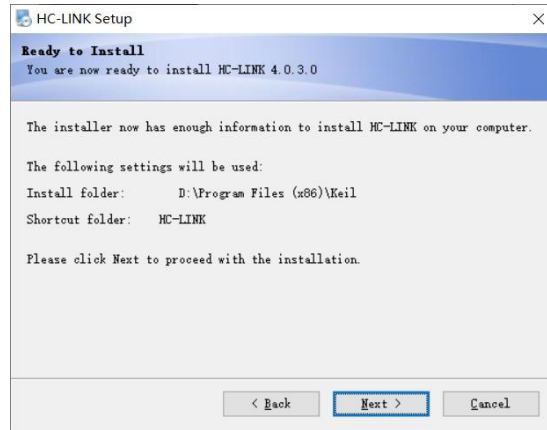 HC-LINK Setup
Ready to Install
You are now ready to install HC-LINK 4.0.3.0
The installer now has enough information to install HC-LINK on your computer.
The following settings will be used:
Install folder: D:\Program Files (x86)\Keil
Shortcut folder: HC-LINK
Please click Next to proceed with the installation.
< Back Next > Cancel